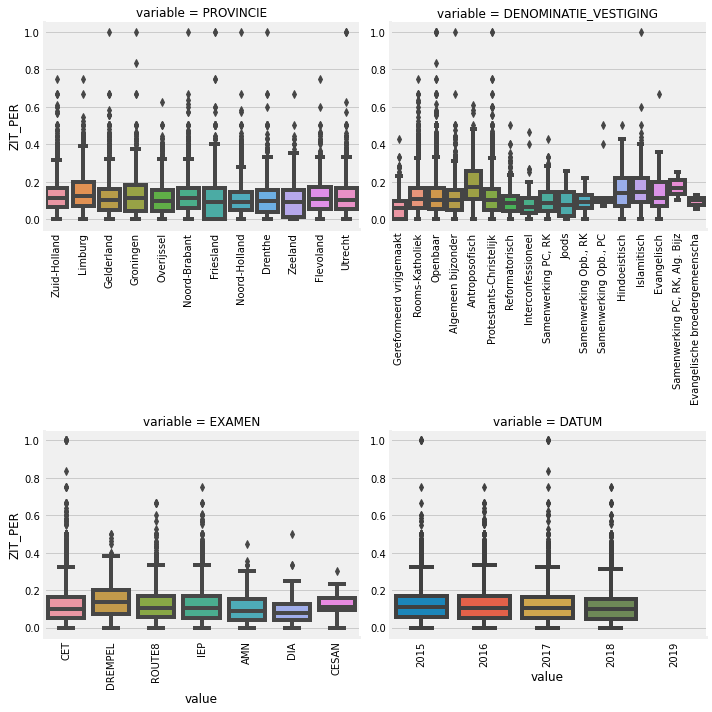 variable = PROVINCIE
ZIT_PER
1.0
0.8
0.6
0.4
0.2
0.0
Zuid-Holland
Limburg
Gelderland
Groningen
Overijssel
Noord-Brabant
Friesland
Noord-Holland
Drenthe
Zeeland
Flevoland
Utrecht
variable = DENOMINATIE_VESTIGING
1.0
0.8
0.6
0.4
0.2
0.0
Gereformeerd vrijgemaakt
Rooms-Katholiek
Openbaar
Algemeen bijzonder
Antroposofisch
Protestants-Christelijk
Reformatorisch
Interconfessioneel
Samenwerking PC, RK
Joods
Samenwerking Opb., RK
Samenwerking Opb., PC
Hindoeistisch
Islamitisch
Evangelisch
Samenwerking PC, RK, Alg. Bijz
Evangelische broedergemeenscha
variable = EXAMEN
ZIT_PER
1.0
0.8
0.6
0.4
0.2
0.0
CET
DREMPEL
ROUTE8
IEP
AMN
DIA
CESAN
value
variable = DATUM
1.0
0.8
0.6
0.4
0.2
0.0
2015
2016
2017
2018
2019
value